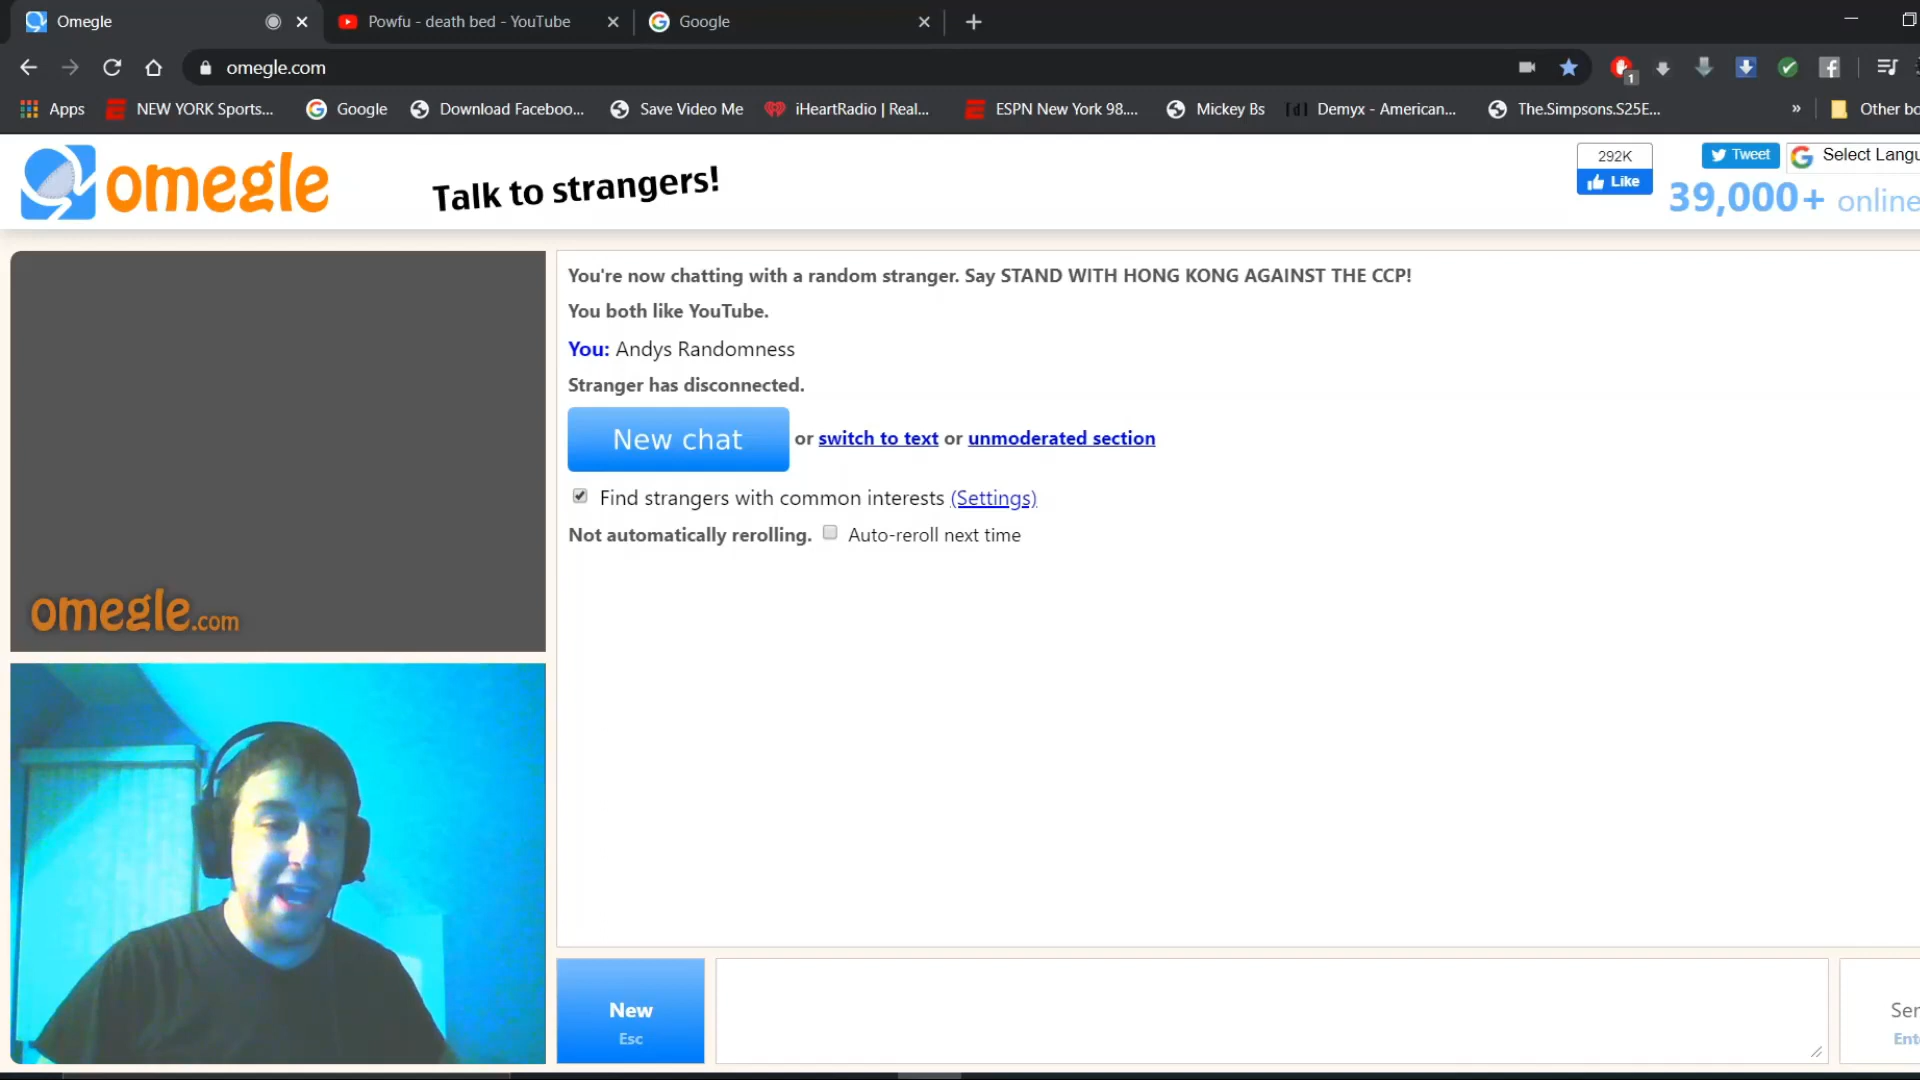 Omegle
Powfu - death bed - YouTube
Google
omegle.com
1
Apps
NEW YORK Sports...
Google
Download Faceboo...
Save Video Me
iHeartRadio | Real...
ESPN New York 98....
Mickey Bs
[d] Demyx - American...
The.Simpsons.S25E...
»
Other bo
omegle
Talk to strangers!
292K
Like
Tweet
Select Langu
39,000+ online
You're now chatting with a random stranger. Say STAND WITH HONG KONG AGAINST THE CCP!
You both like YouTube.
You: Andys Randomness
Stranger has disconnected.
New chat or switch to text or unmoderated section
Find strangers with common interests (Settings)
Not automatically rerolling. Auto-reroll next time
omegle.com
New
Esc
Sen
Ente